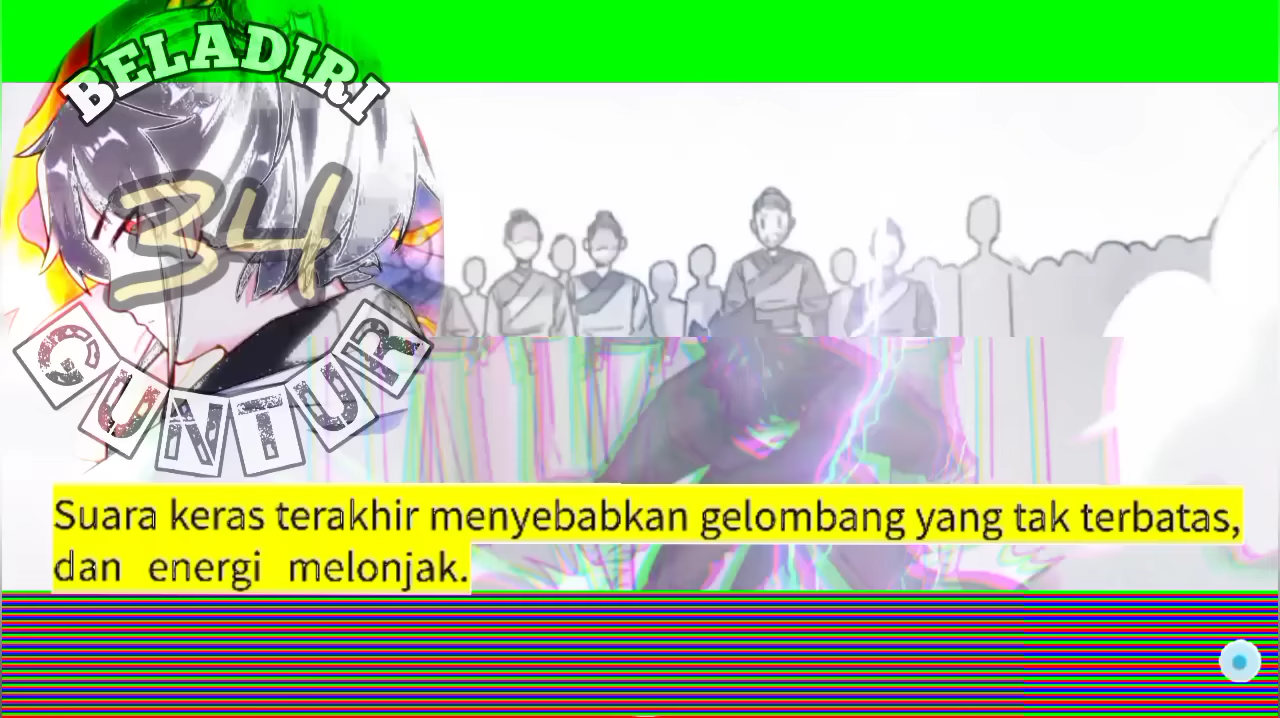 BELADIRI
34
GUNTUR
Suara keras terakhir menyebabkan gelombang yang tak terbatas,
dan energi melonjak.